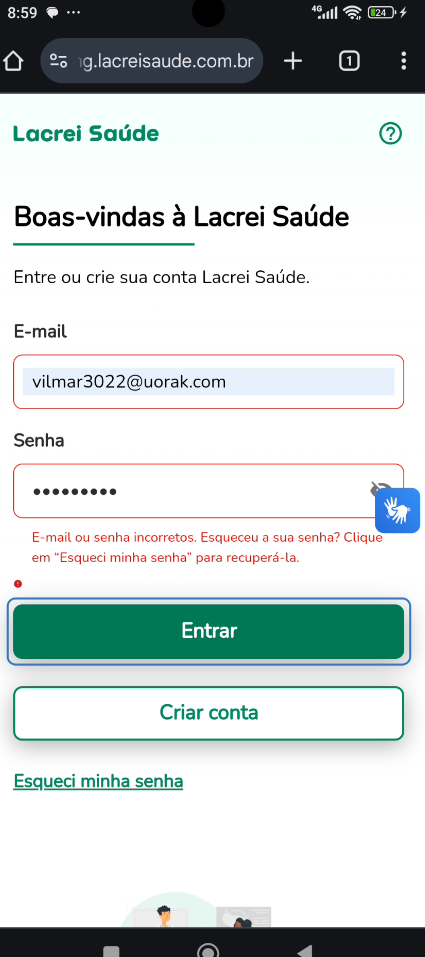 8:59
4G
24
ng.lacreisaude.com.br
1
Lacrei Saúde
Boas-vindas à Lacrei Saúde
Entre ou crie sua conta Lacrei Saúde.
E-mail
vilmar3022@uorak.com
Senha
E-mail ou senha incorretos. Esqueceu a sua senha? Clique
em “Esqueci minha senha” para recuperá-la.
Entrar
Criar conta
Esqueci minha senha